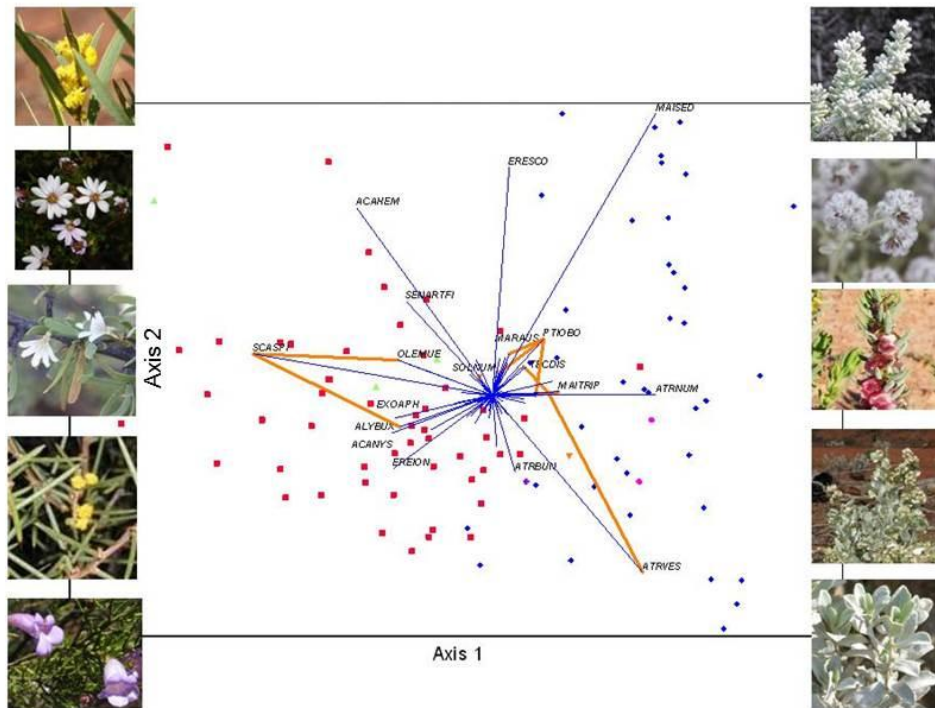 MAISED
ERESCO
ACAHEM
SENARTFI
MARAUS
PTIOBO
SCASPI
OLEMUE
SOLNUM
TECDIS
MAITRIP
ATRNUM
EXOAPH
ALYBUX
ACANYS
EREION
ATRBUN
ATRVES
Axis 2
Axis 1